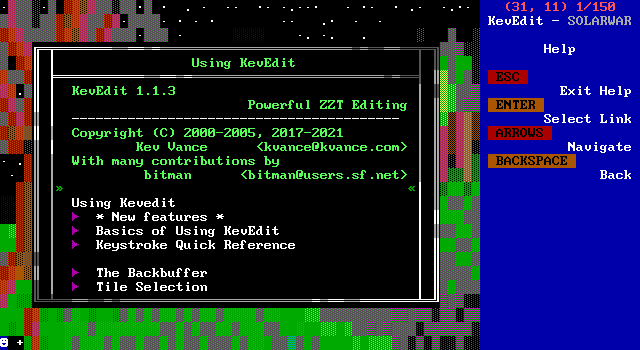 (31, 11) 1/150
KevEdit - SOLARWAR
Help
ESC
Exit Help
ENTER
Select Link
ARROWS
Navigate
BACKSPACE
Back
Using KevEdit
KevEdit 1.1.3
Powerful ZZT Editing
Copyright (C) 2000-2005, 2017-2021
Kev Vance <kvance@kvance.com>
With many contributions by
bitman <bitman@users.sf.net>
» «
Using Kevedit
* New features *
Basics of Using KevEdit
Keystroke Quick Reference
The Backbuffer
Tile Selection